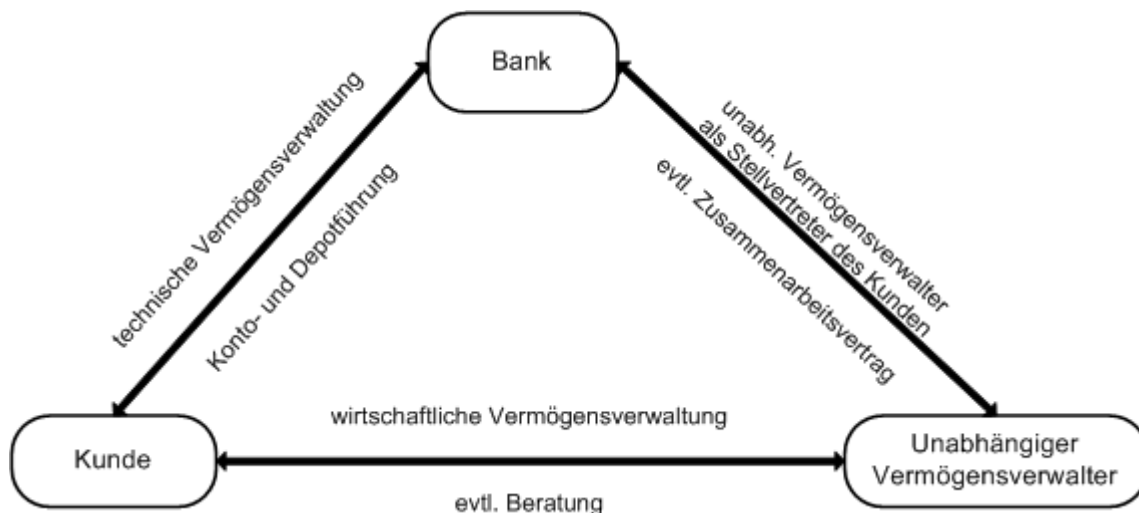 Bank
technische Vermögensverwaltung
Konto- und Depotführung
unabh. Vermögensverwalter
als Stellvertreter des Kunden
evtl. Zusammenarbeitsvertrag
Kunde
wirtschaftliche Vermögensverwaltung
evtl. Beratung
Unabhängiger
Vermögensverwalter